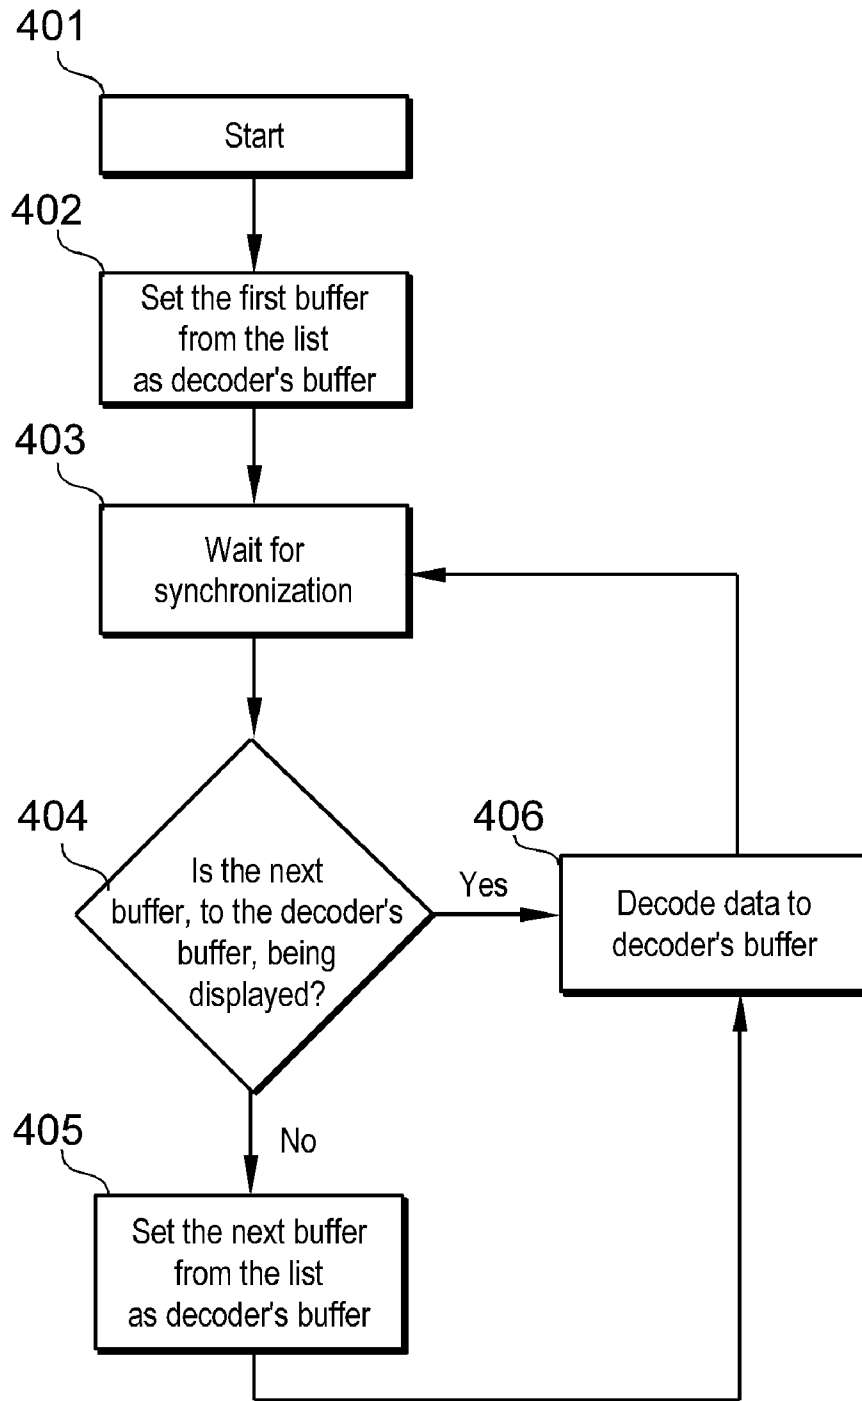 401
Start
402
Set the first buffer
from the list
as decoder's buffer
403
Wait for
synchronization
404
Is the next
buffer, to the decoder's
buffer, being
displayed?
Yes
406
Decode data to
decoder's buffer
No
405
Set the next buffer
from the list
as decoder's buffer